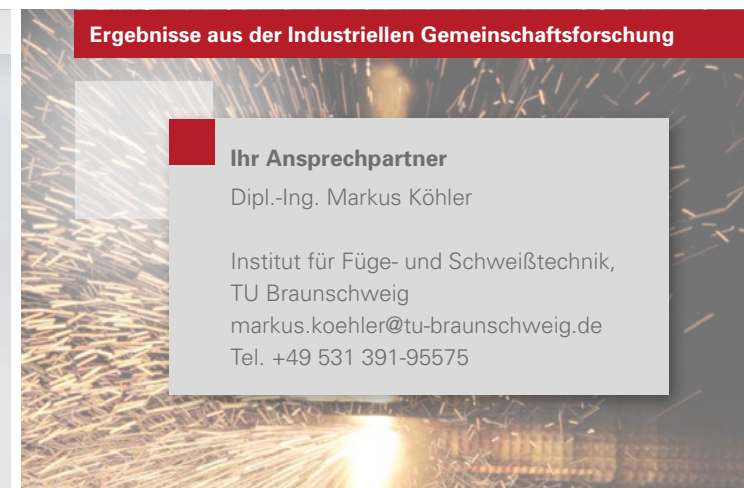 Ergebnisse aus der Industriellen Gemeinschaftsforschung
Ihr Ansprechpartner
Dipl.-Ing. Markus Köhler
Institut für Füge- und Schweißtechnik,
TU Braunschweig
markus.koehler@tu-braunschweig.de
Tel. +49 531 391-95575